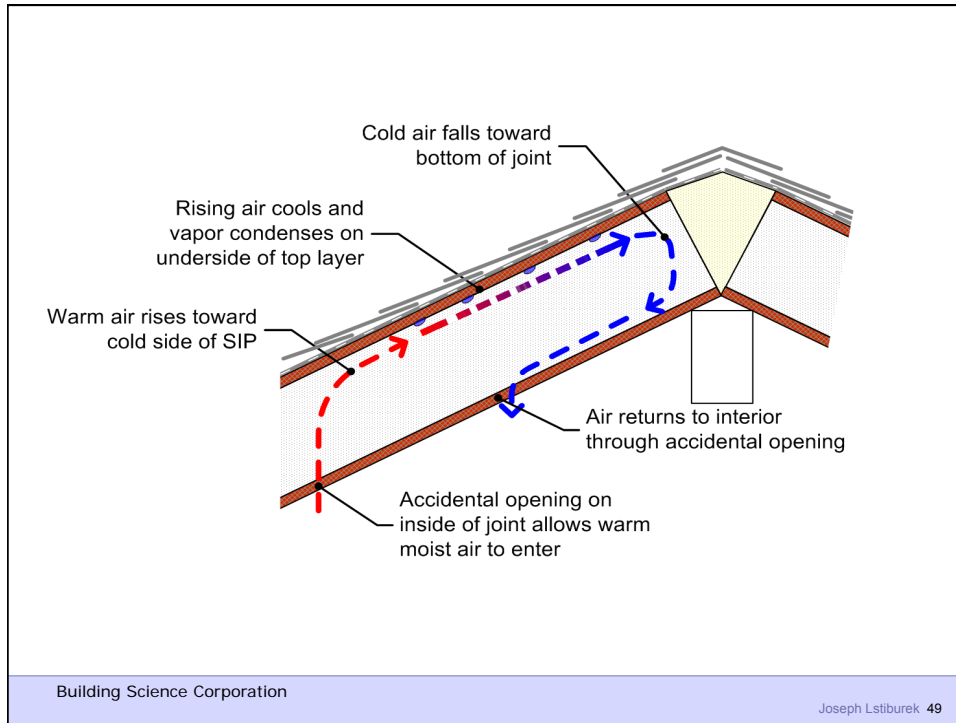 Cold air falls toward
bottom of joint
Rising air cools and
vapor condenses on
underside of top layer
Warm air rises toward
cold side of SIP
Air returns to interior
through accidental opening
Accidental opening on
inside of joint allows warm
moist air to enter
Building Science Corporation
Joseph Lstiburek 49